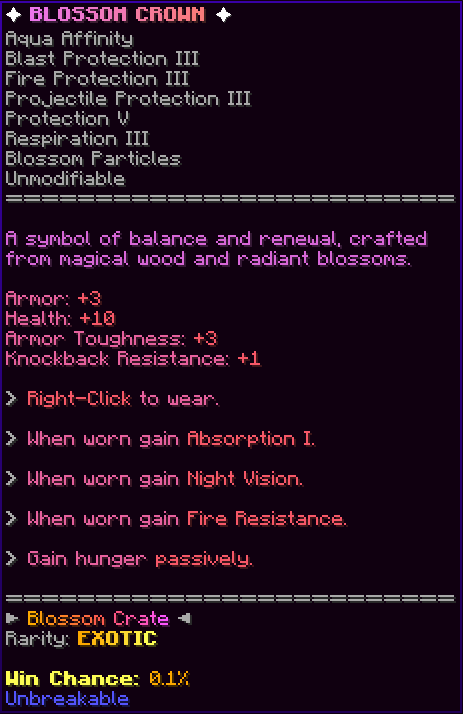 ✦ BLOSSOM CROWN ✦
Aqua Affinity
Blast Protection III
Fire Protection III
Projectile Protection III
Protection V
Respiration III
Blossom Particles
Unmodifiable
A symbol of balance and renewal, crafted
from magical wood and radiant blossoms.
Armor: +3
Health: +10
Armor Toughness: +3
Knockback Resistance: +1
> Right-Click to wear.
> When worn gain Absorption I.
> When worn gain Night Vision.
> When worn gain Fire Resistance.
> Gain hunger passively.
► Blossom Crate ◄
Rarity: EXOTIC
Win Chance: 0.1%
Unbreakable